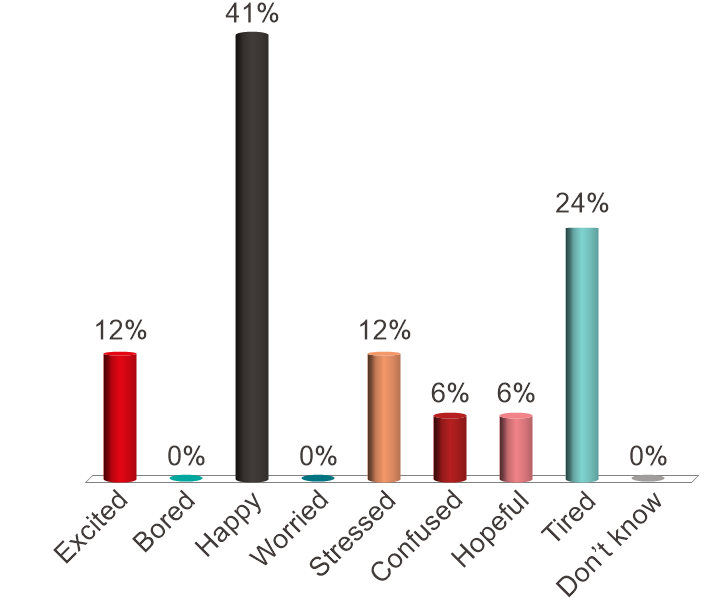 41%
24%
12%
12%
6%
6%
0%
0%
0%
Excited
Bored
Happy
Worried
Stressed
Confused
Hopeful
Tired
Don’t know